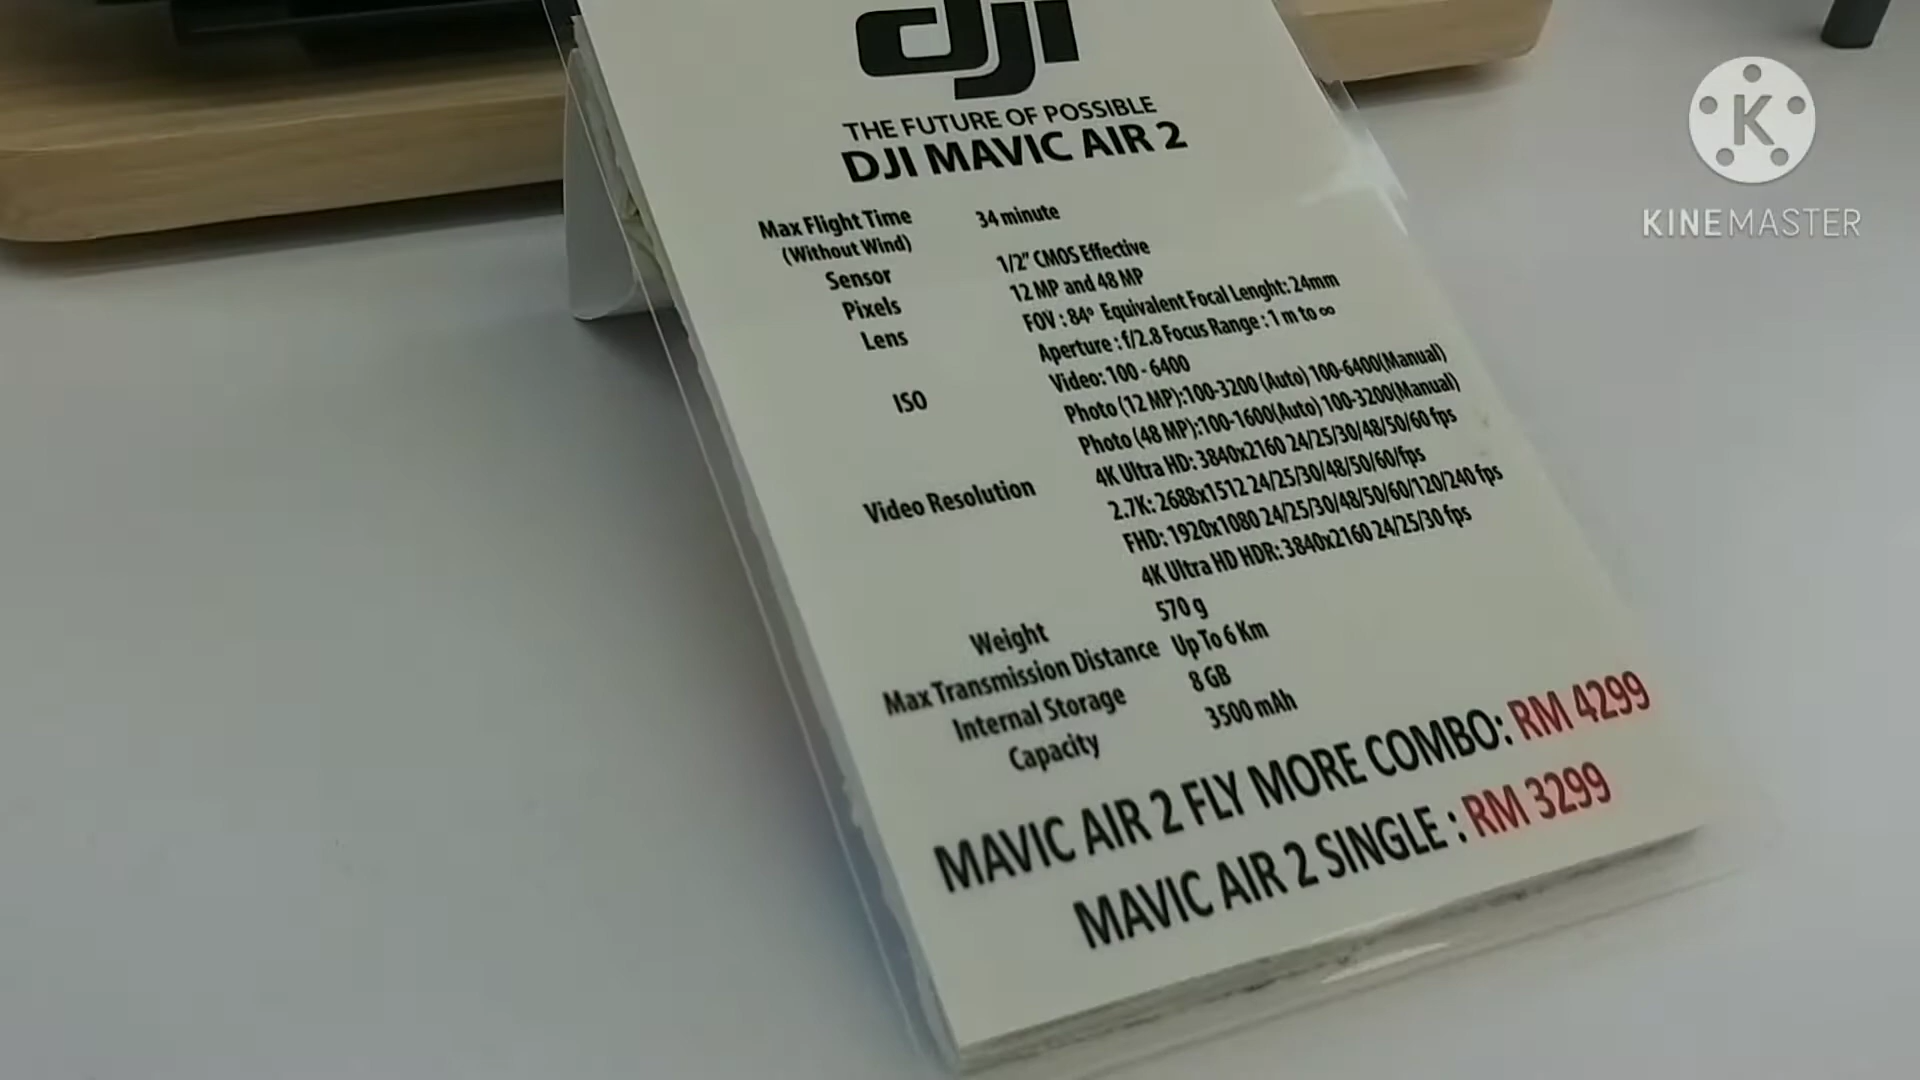 dji
THE FUTURE OF POSSIBLE
DJI MAVIC AIR 2
Max Flight Time 34 minute
(Without Wind)
Sensor 1/2" CMOS Effective
Pixels 12 MP and 48 MP
Lens FOV : 84° Equivalent Focal Lenght: 24mm
Aperture : f/2.8 Focus Range : 1 m to ∞
ISO Video: 100 - 6400
Photo (12 MP):100-3200 (Auto) 100-6400(Manual)
Photo (48 MP):100-1600(Auto) 100-3200(Manual)
Video Resolution 4K Ultra HD: 3840x2160 24/25/30/48/50/60 fps
2.7K: 2688x1512 24/25/30/48/50/60/fps
FHD: 1920x1080 24/25/30/48/50/60/120/240 fps
4K Ultra HD HDR: 3840x2160 24/25/30 fps
Weight 570 g
Max Transmission Distance Up To 6 Km
Internal Storage 8 GB
Capacity 3500 mAh
MAVIC AIR 2 FLY MORE COMBO: RM 4299
MAVIC AIR 2 SINGLE : RM 3299
K
KINEMASTER